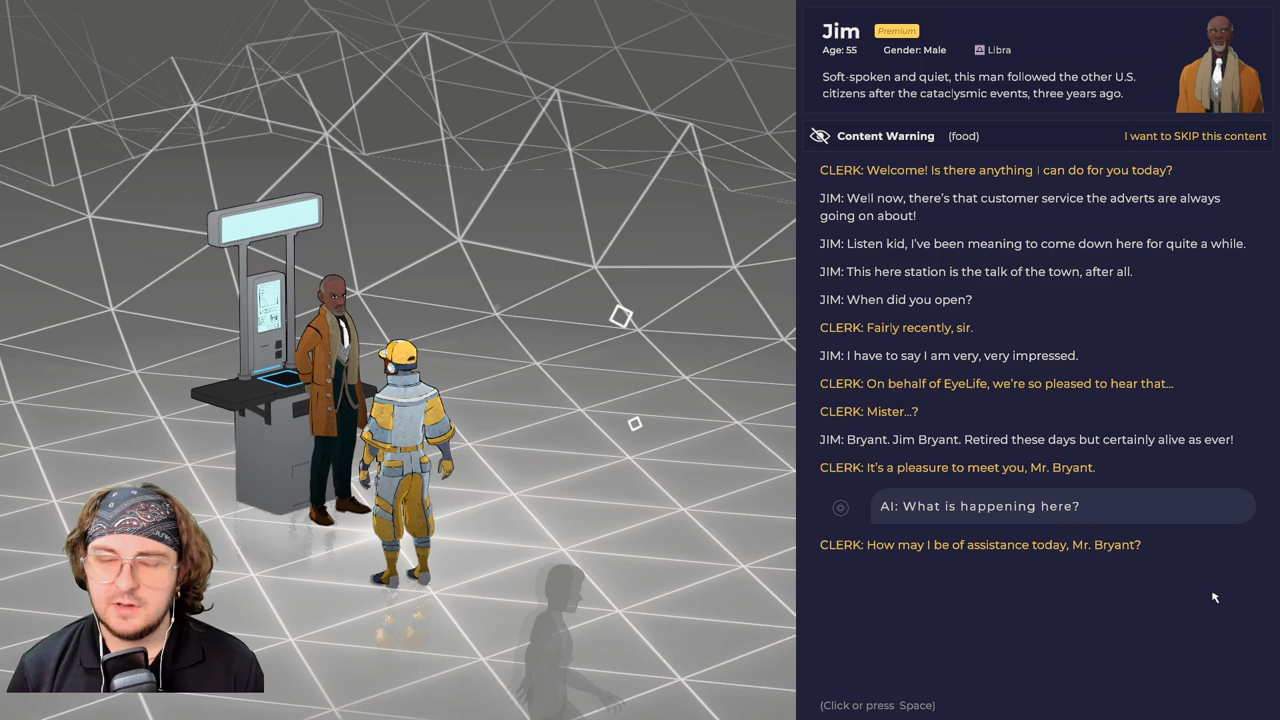 Jim Premium
Age: 55 Gender: Male Libra
Soft-spoken and quiet, this man followed the other U.S.
citizens after the cataclysmic events, three years ago.
Content Warning (food) I want to SKIP this content
CLERK: Welcome! Is there anything I can do for you today?
JIM: Well now, there's that customer service the adverts are always
going on about!
JIM: Listen kid, I've been meaning to come down here for quite a while.
JIM: This here station is the talk of the town, after all.
JIM: When did you open?
CLERK: Fairly recently, sir.
JIM: I have to say I am very, very impressed.
CLERK: On behalf of EyeLife, we're so pleased to hear that...
CLERK: Mister...?
JIM: Bryant. Jim Bryant. Retired these days but certainly alive as ever!
CLERK: It's a pleasure to meet you, Mr. Bryant.
AI: What is happening here?
CLERK: How may I be of assistance today, Mr. Bryant?
(Click or press Space)